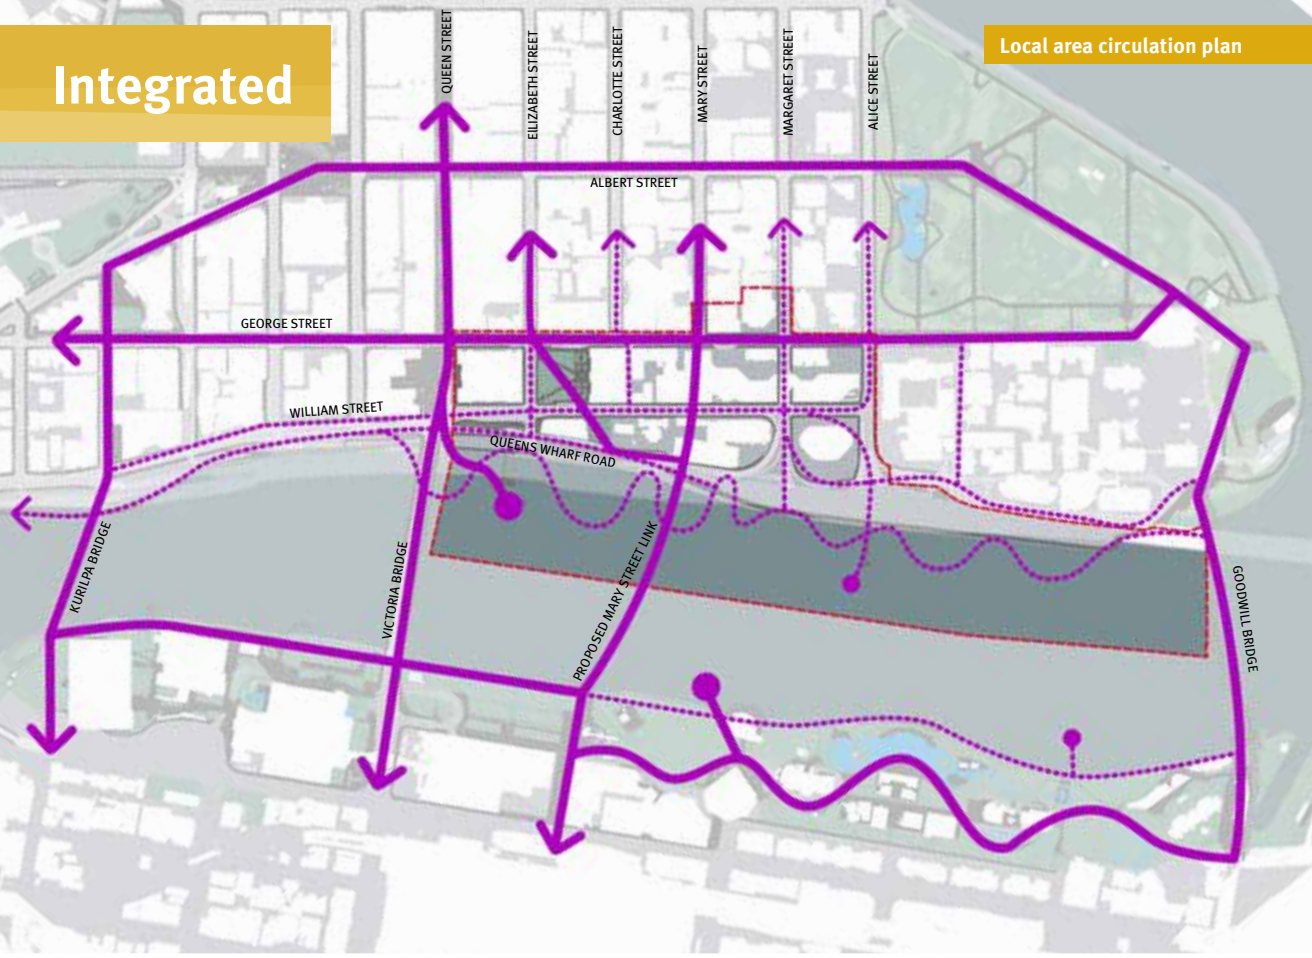 Integrated
Local area circulation plan
QUEEN STREET
EILIZABETH STREET
CHARLOTTE STREET
MARY STREET
MARGARET STREET
ALICE STREET
ALBERT STREET
GEORGE STREET
WILLIAM STREET
QUEENS WHARF ROAD
KURILPA BRIDGE
VICTORIA BRIDGE
PROPOSED MARY STREET LINK
GOODWILL BRIDGE